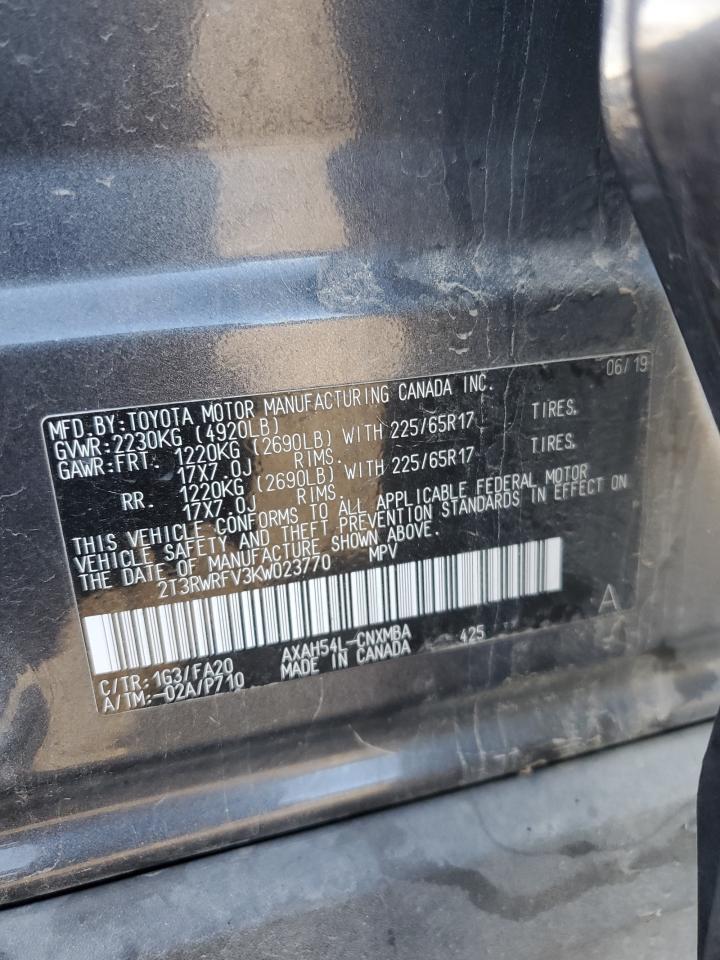 06/19
MFD BY:TOYOTA MOTOR MANUFACTURING CANADA INC.
GVWR:2230KG (4920LB)
GAWR:FRT. 1220KG (2690LB) WITH 225/65R17 TIRES,
17X7.0J RIMS.
RR. 1220KG (2690LB) WITH 225/65R17 TIRES,
17X7.0J RIMS.
THIS VEHICLE CONFORMS TO ALL APPLICABLE FEDERAL MOTOR
VEHICLE SAFETY AND THEFT PREVENTION STANDARDS IN EFFECT ON
THE DATE OF MANUFACTURE SHOWN ABOVE.
2T3RWRFV3KW023770 MPV
A
C/TR:1G3/FA20 AXAH54L-CNXMBA 425
A/TM:-02A/P710 MADE IN CANADA